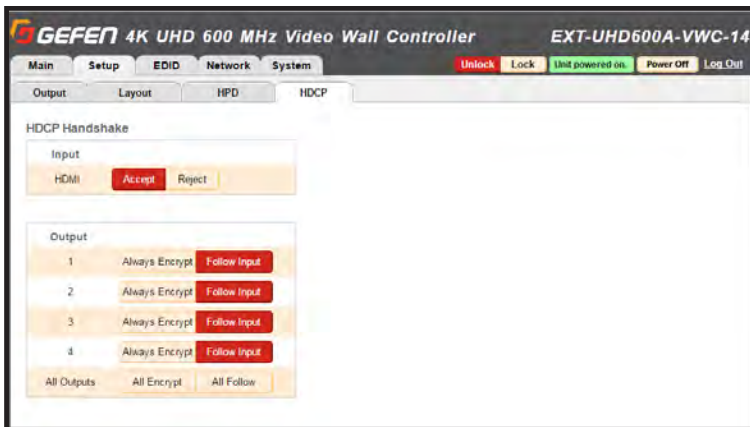 GEFEN 4K UHD 600 MHz Video Wall Controller EXT-UHD600A-VWC-14
Main Setup EDID Network System Unlock Lock Unit powered on. Power Off Log Out
Output Layout HPD HDCP
HDCP Handshake
Input
HDMI Accept Reject
Output
1 Always Encrypt Follow Input
2 Always Encrypt Follow Input
3 Always Encrypt Follow Input
4 Always Encrypt Follow Input
All Outputs All Encrypt All Follow